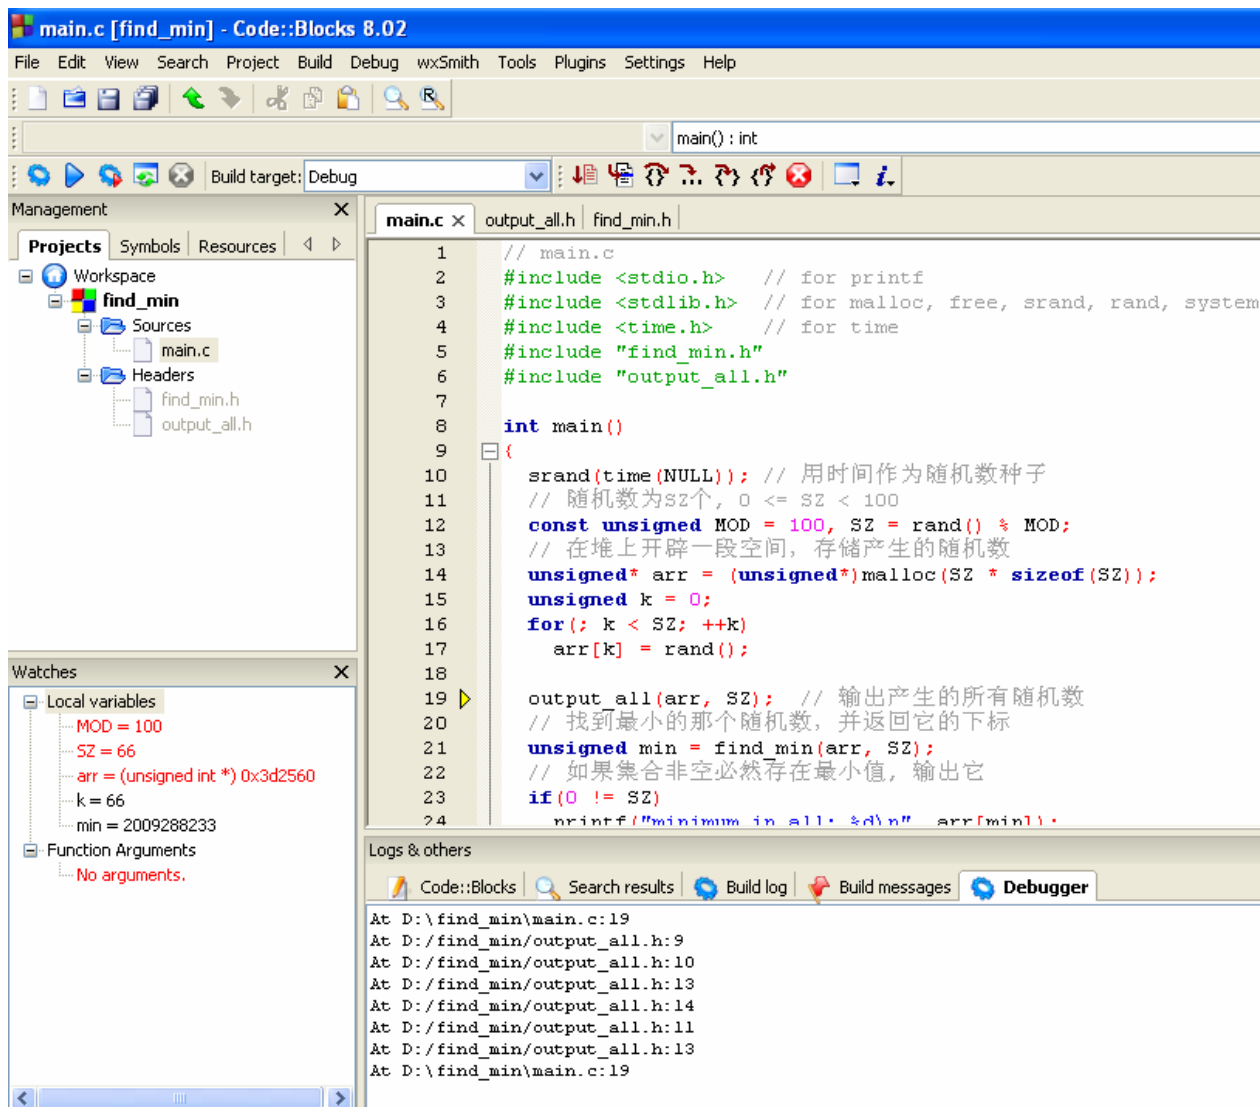 main.c [find_min] - Code::Blocks 8.02
File Edit View Search Project Build Debug wxSmith Tools Plugins Settings Help
main() : int
Build target: Debug
Management
Projects Symbols Resources
Workspace
find_min
Sources
main.c
Headers
find_min.h
output_all.h
Watches
Local variables
MOD = 100
SZ = 66
arr = (unsigned int *) 0x3d2560
k = 66
min = 2009288233
Function Arguments
No arguments.
main.c output_all.h find_min.h
1 // main.c
2 #include <stdio.h> // for printf
3 #include <stdlib.h> // for malloc, free, srand, rand, system
4 #include <time.h> // for time
5 #include "find_min.h"
6 #include "output_all.h"
7
8 int main()
9 {
10 srand(time(NULL)); // 用时间作为随机数种子
11 // 随机数为SZ个, 0 <= SZ < 100
12 const unsigned MOD = 100, SZ = rand() % MOD;
13 // 在堆上开辟一段空间, 存储产生的随机数
14 unsigned* arr = (unsigned*)malloc(SZ * sizeof(SZ));
15 unsigned k = 0;
16 for(; k < SZ; ++k)
17 arr[k] = rand();
18
19 output_all(arr, SZ); // 输出产生的所有随机数
20 // 找到最小的那个随机数, 并返回它的下标
21 unsigned min = find_min(arr, SZ);
22 // 如果集合非空必然存在最小值, 输出它
23 if(0 != SZ)
24 printf("minimum in all: %d\n", arr[min]);
Logs & others
Code::Blocks Search results Build log Build messages Debugger
At D:\find_min\main.c:19
At D:/find_min/output_all.h:9
At D:/find_min/output_all.h:10
At D:/find_min/output_all.h:13
At D:/find_min/output_all.h:14
At D:/find_min/output_all.h:11
At D:/find_min/output_all.h:13
At D:\find_min\main.c:19